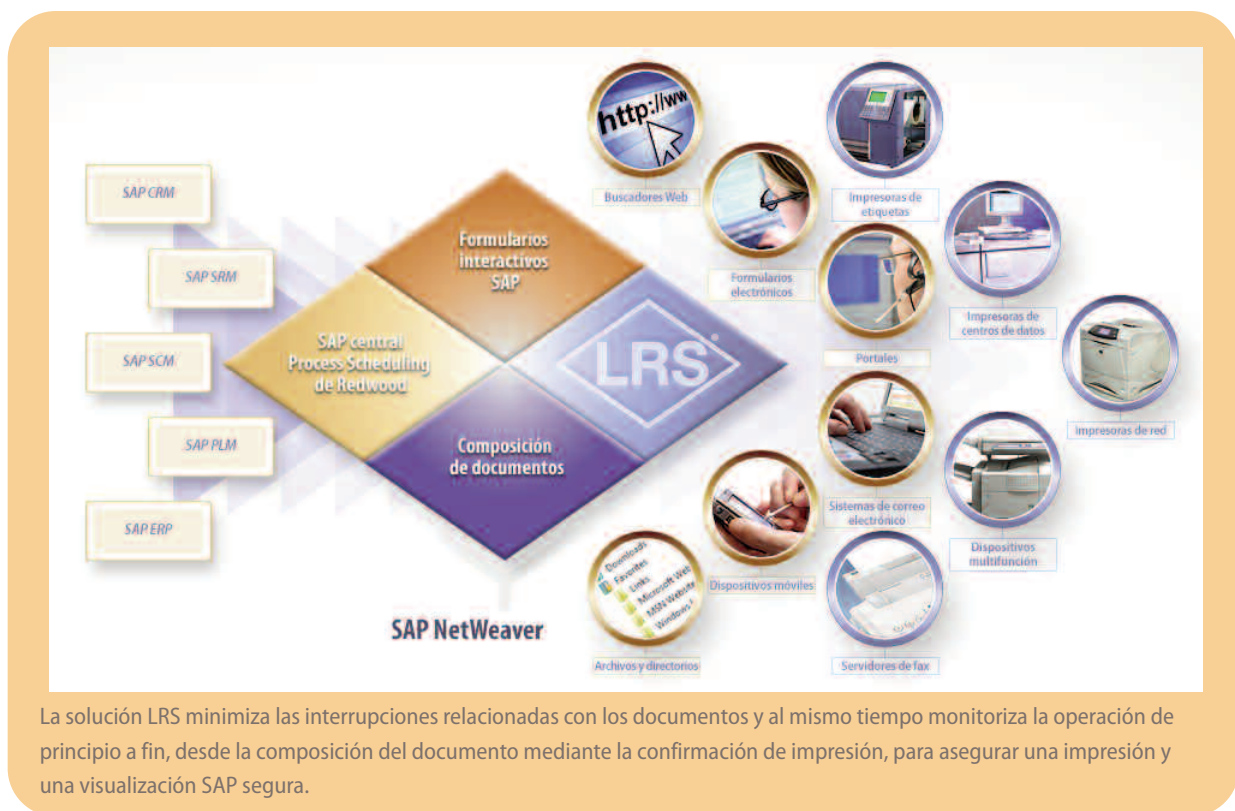 SAP CRM
SAP SRM
SAP SCM
SAP PLM
SAP ERP
Formularios
interactivos
SAP
SAP central
Process Scheduling
de Redwood
LRS®
Composición
de documentos
SAP NetWeaver
http://ww
Buscadores Web
Impresoras de
etiquetas
Formularios
electrónicos
Impresoras de
centros de datos
Portales
impresoras de red
Sistemas de correo
electrónico
Dispositivos
multifunción
Dispositivos móviles
Downloads
Favorites
Links
Microsoft Web
MSN Website
Windows
Archivos y directorios
Servidores de fax
La solución LRS minimiza las interrupciones relacionadas con los documentos y al mismo tiempo monitoriza la operación de
principio a fin, desde la composición del documento mediante la confirmación de impresión, para asegurar una impresión y
una visualización SAP segura.